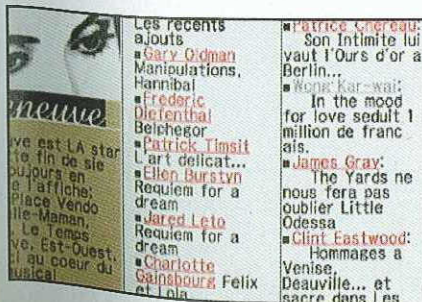 neuve
ve est LA star
te fin de sie
oujours en
e l'affiche:
Place Vendo
lle-Maman,
. Le Temps
ve, Est-Ouest,
El au coeur du
usical
Les recents
ajouts
■Gary Oldman
Manipulations,
Hannibal
■Frederic
Diefenthal
Belphegor
■Patrick Timsit
L'art delicat...
■Ellen Burstyn
Requiem for a
dream
■Jared Leto
Requiem for a
dream
■Charlotte
Gainsbourg Felix
et Lola
■Patrice Chereau:
Son Intimite lui
vaut l'Ours d'or a
Berlin...
■Wong Kar-wai:
In the mood
for love seduit 1
million de franc
ais.
■James Gray:
The Yards ne
nous fera pas
oublier Little
Odessa
■Clint Eastwood:
Hommages a
Venise,
Deauville... et
sacre dans les